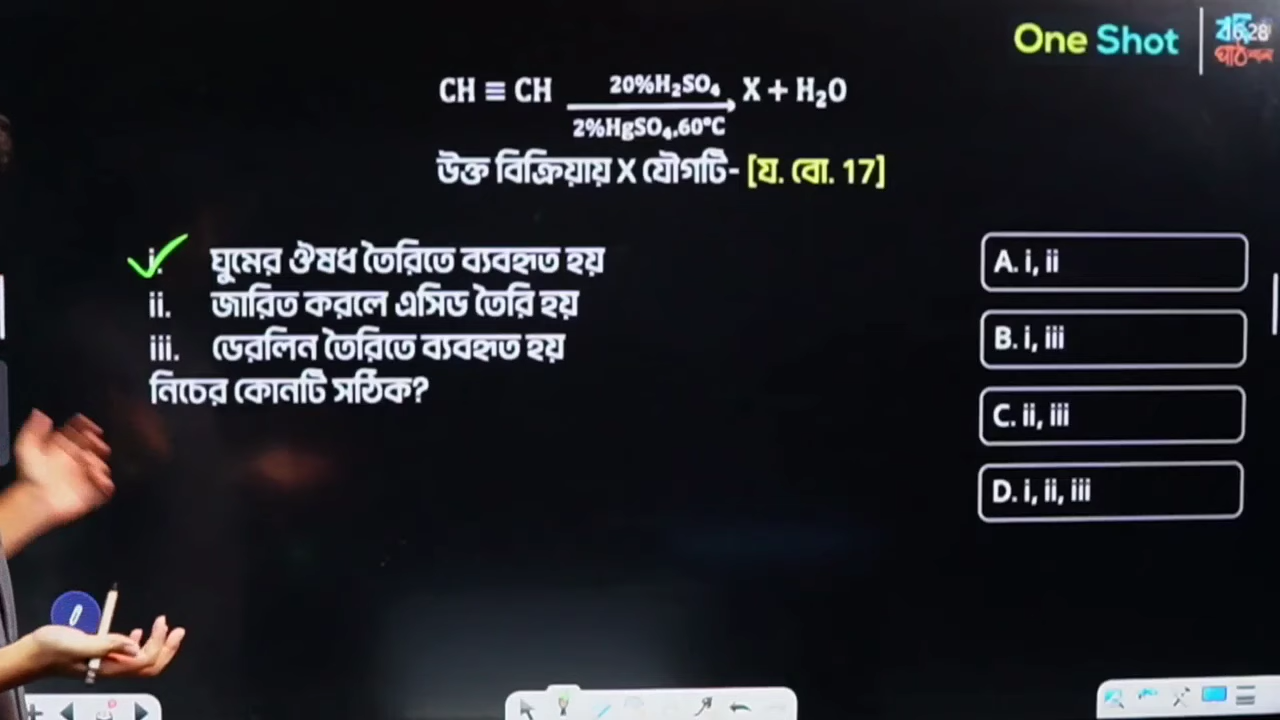 One Shot
CH ≡ CH 20%H₂SO₄ X + H₂O
2%HgSO₄.60°C
উক্ত বিক্রিয়ায় X যৌগটি- [য. বো. 17]
i. ঘুমের ঔষধ তৈরিতে ব্যবহৃত হয়
ii. জারিত করলে এসিড তৈরি হয়
iii. ডেরলিন তৈরিতে ব্যবহৃত হয়
নিচের কোনটি সঠিক?
A. i, ii
B. i, iii
C. ii, iii
D. i, ii, iii